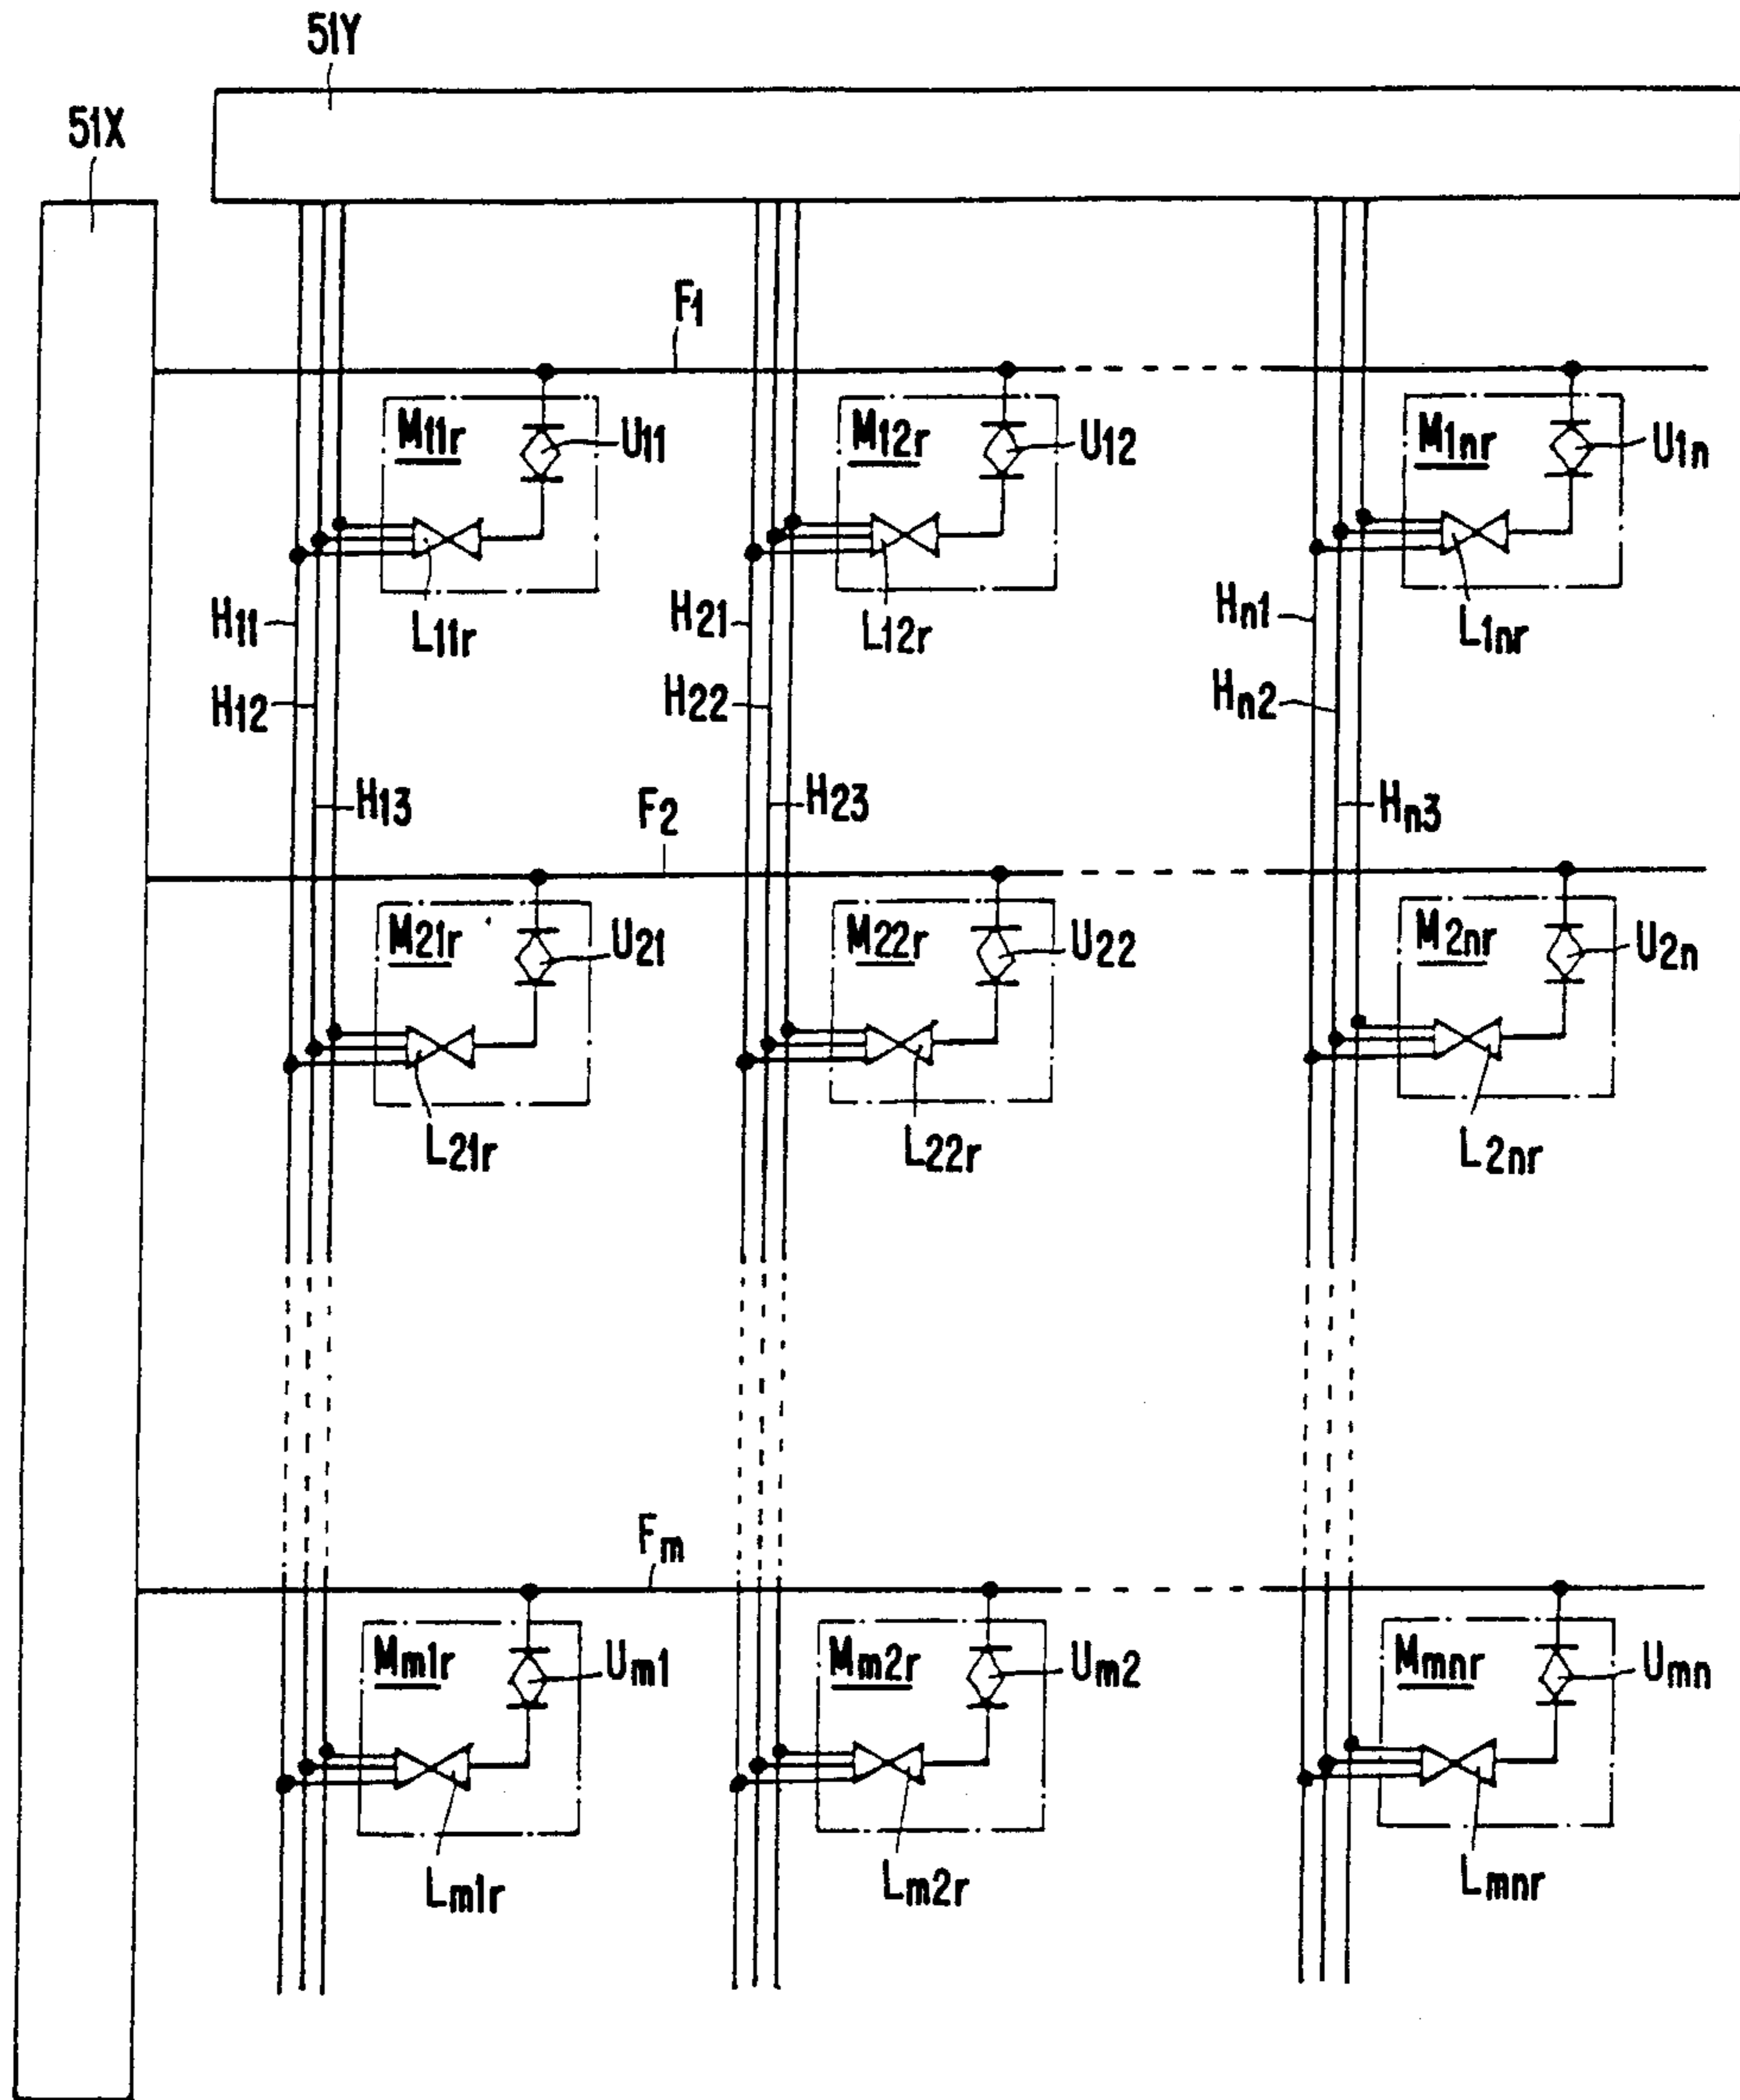 51Y
51X
F1
M11r U11 M12r U12 M1nr U1n
H11 L11r H21 L12r Hn1 L1nr
H12 H22 Hn2
H13 F2 H23 Hn3
M21r U21 M22r U22 M2nr U2n
L21r L22r L2nr
Fm
Mm1r Um1 Mm2r Um2 Mmnr Umn
Lm1r Lm2r Lmnr